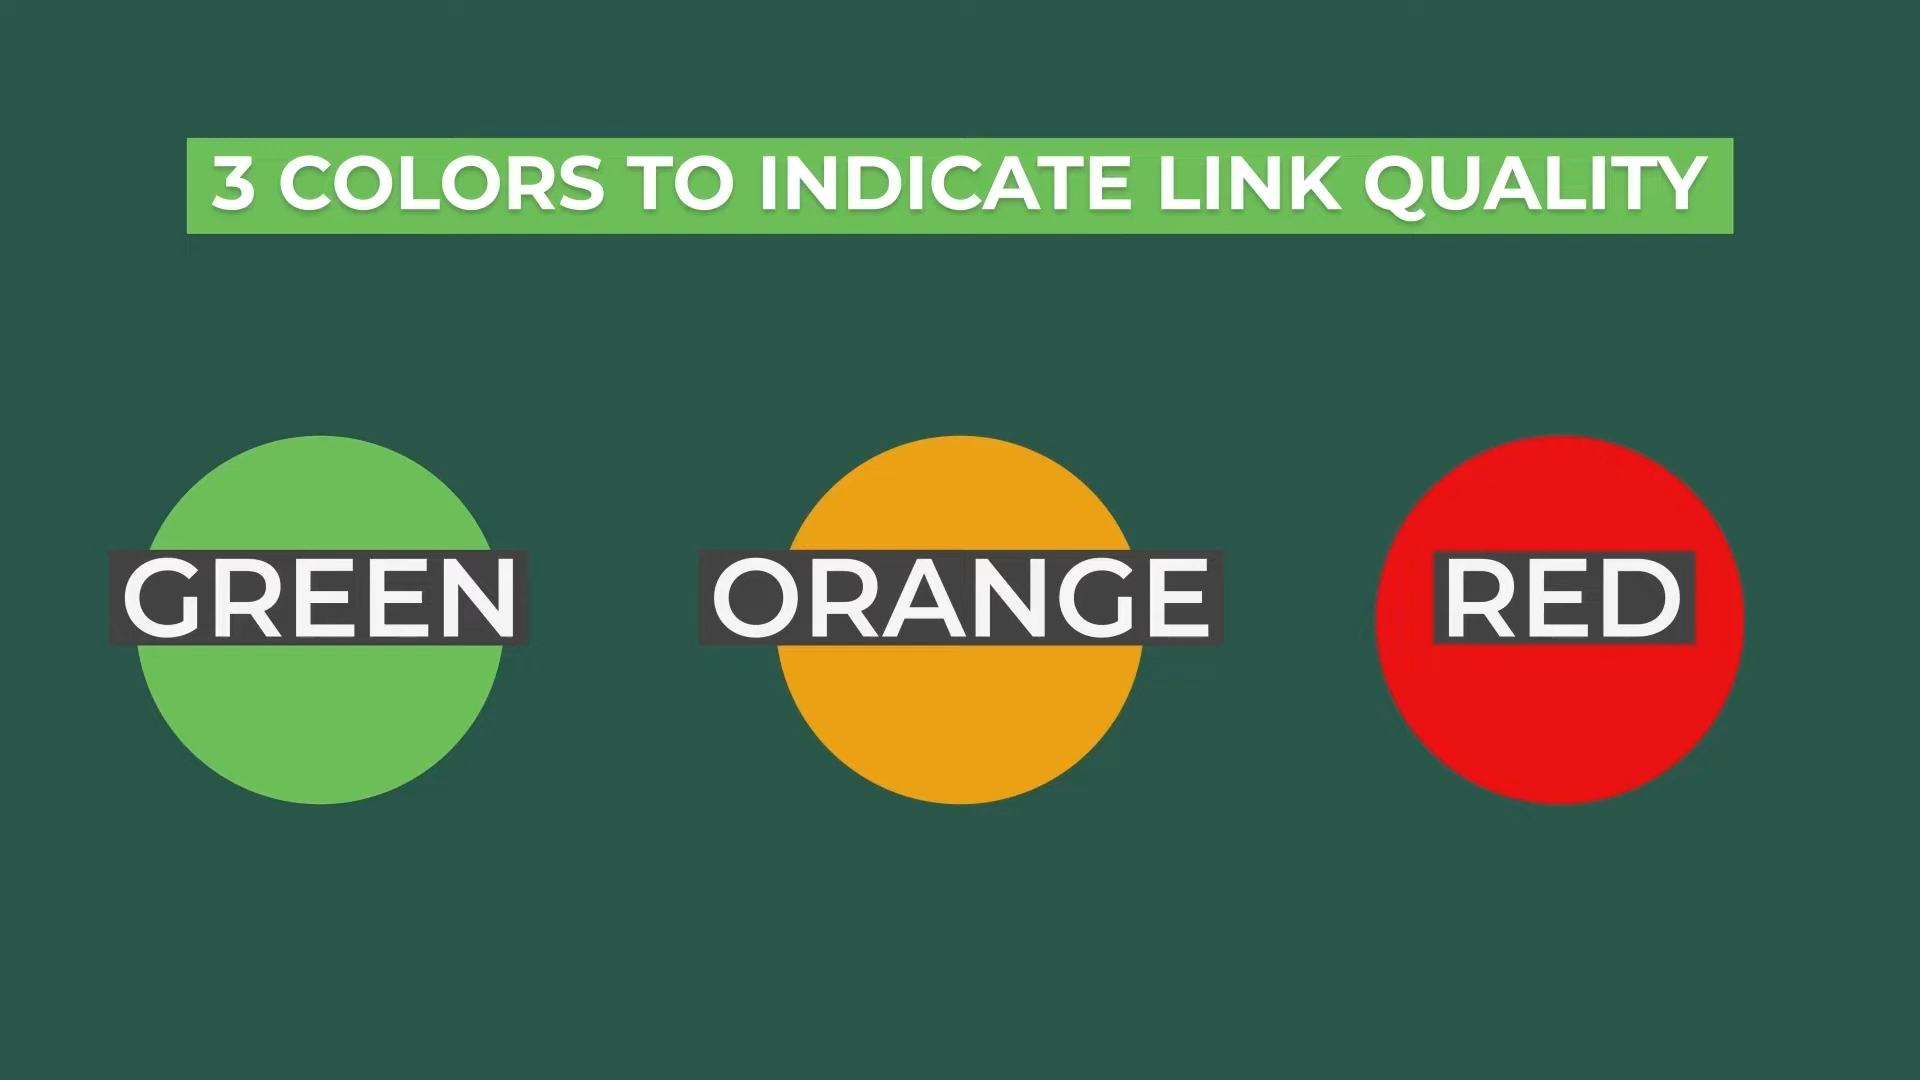 3 COLORS TO INDICATE LINK QUALITY
GREEN
ORANGE
RED